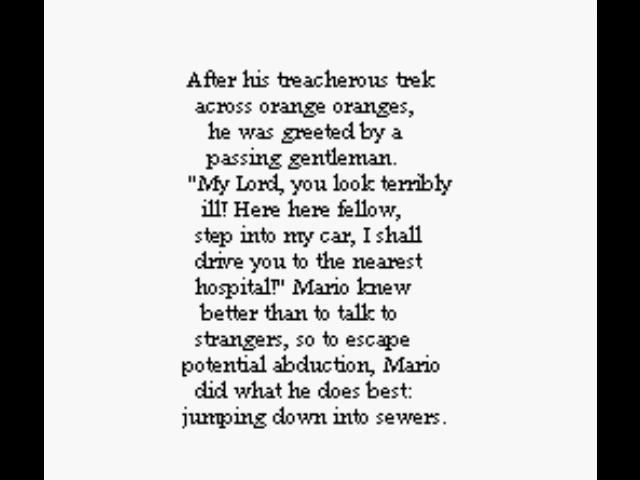 After his treacherous trek
across orange oranges,
he was greeted by a
passing gentleman.
"My Lord, you look terribly
ill! Here here fellow,
step into my car, I shall
drive you to the nearest
hospital!" Mario knew
better than to talk to
strangers, so to escape
potential abduction, Mario
did what he does best:
jumping down into sewers.